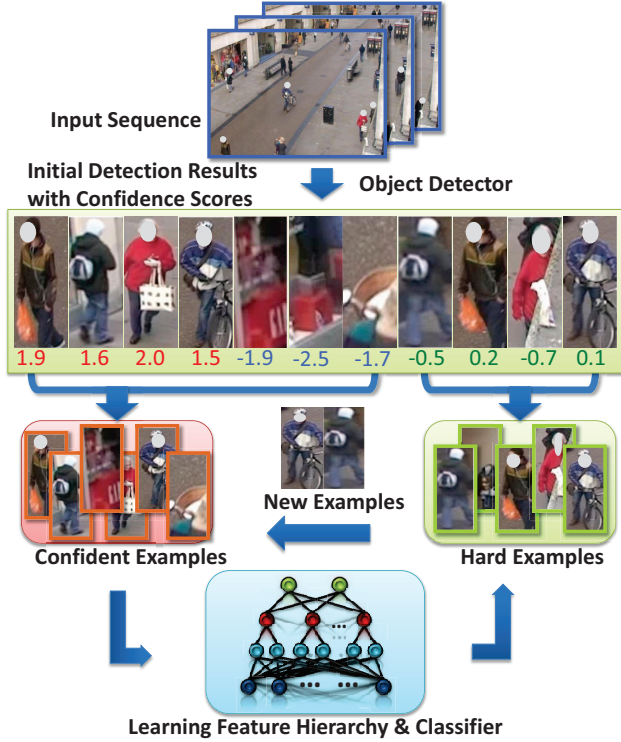 Input Sequence
Initial Detection Results
with Confidence Scores
Object Detector
1.9 1.6 2.0 1.5 -1.9 -2.5 -1.7 -0.5 0.2 -0.7 0.1
New Examples
Confident Examples
Hard Examples
Learning Feature Hierarchy & Classifier